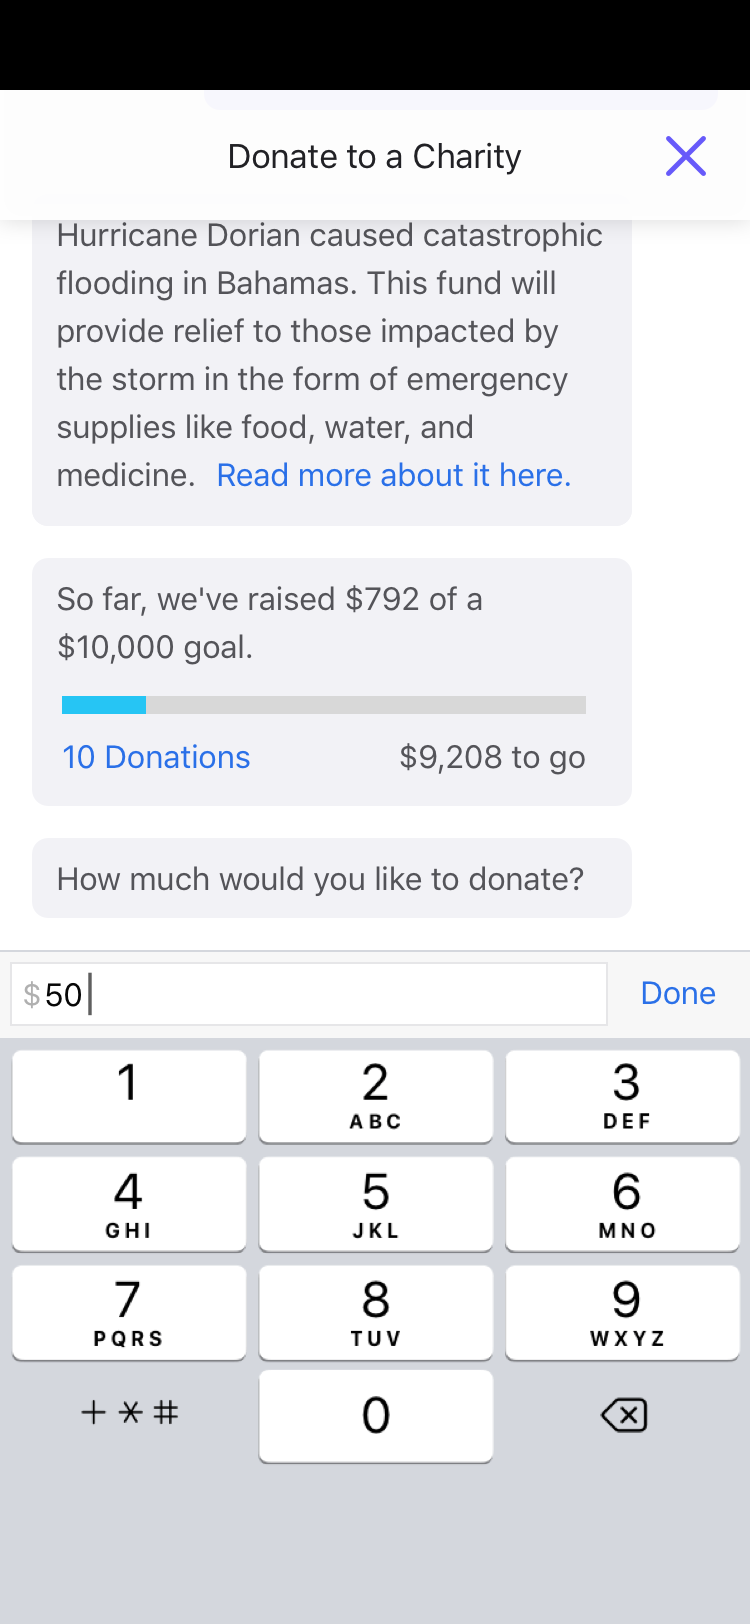 Donate to a Charity
Hurricane Dorian caused catastrophic
flooding in Bahamas. This fund will
provide relief to those impacted by
the storm in the form of emergency
supplies like food, water, and
medicine. Read more about it here.
So far, we've raised $792 of a
$10,000 goal.
10 Donations $9,208 to go
How much would you like to donate?
$50 Done
1 2 3
ABC DEF
4 5 6
GHI JKL MNO
7 8 9
PQRS TUV WXYZ
+ * # 0